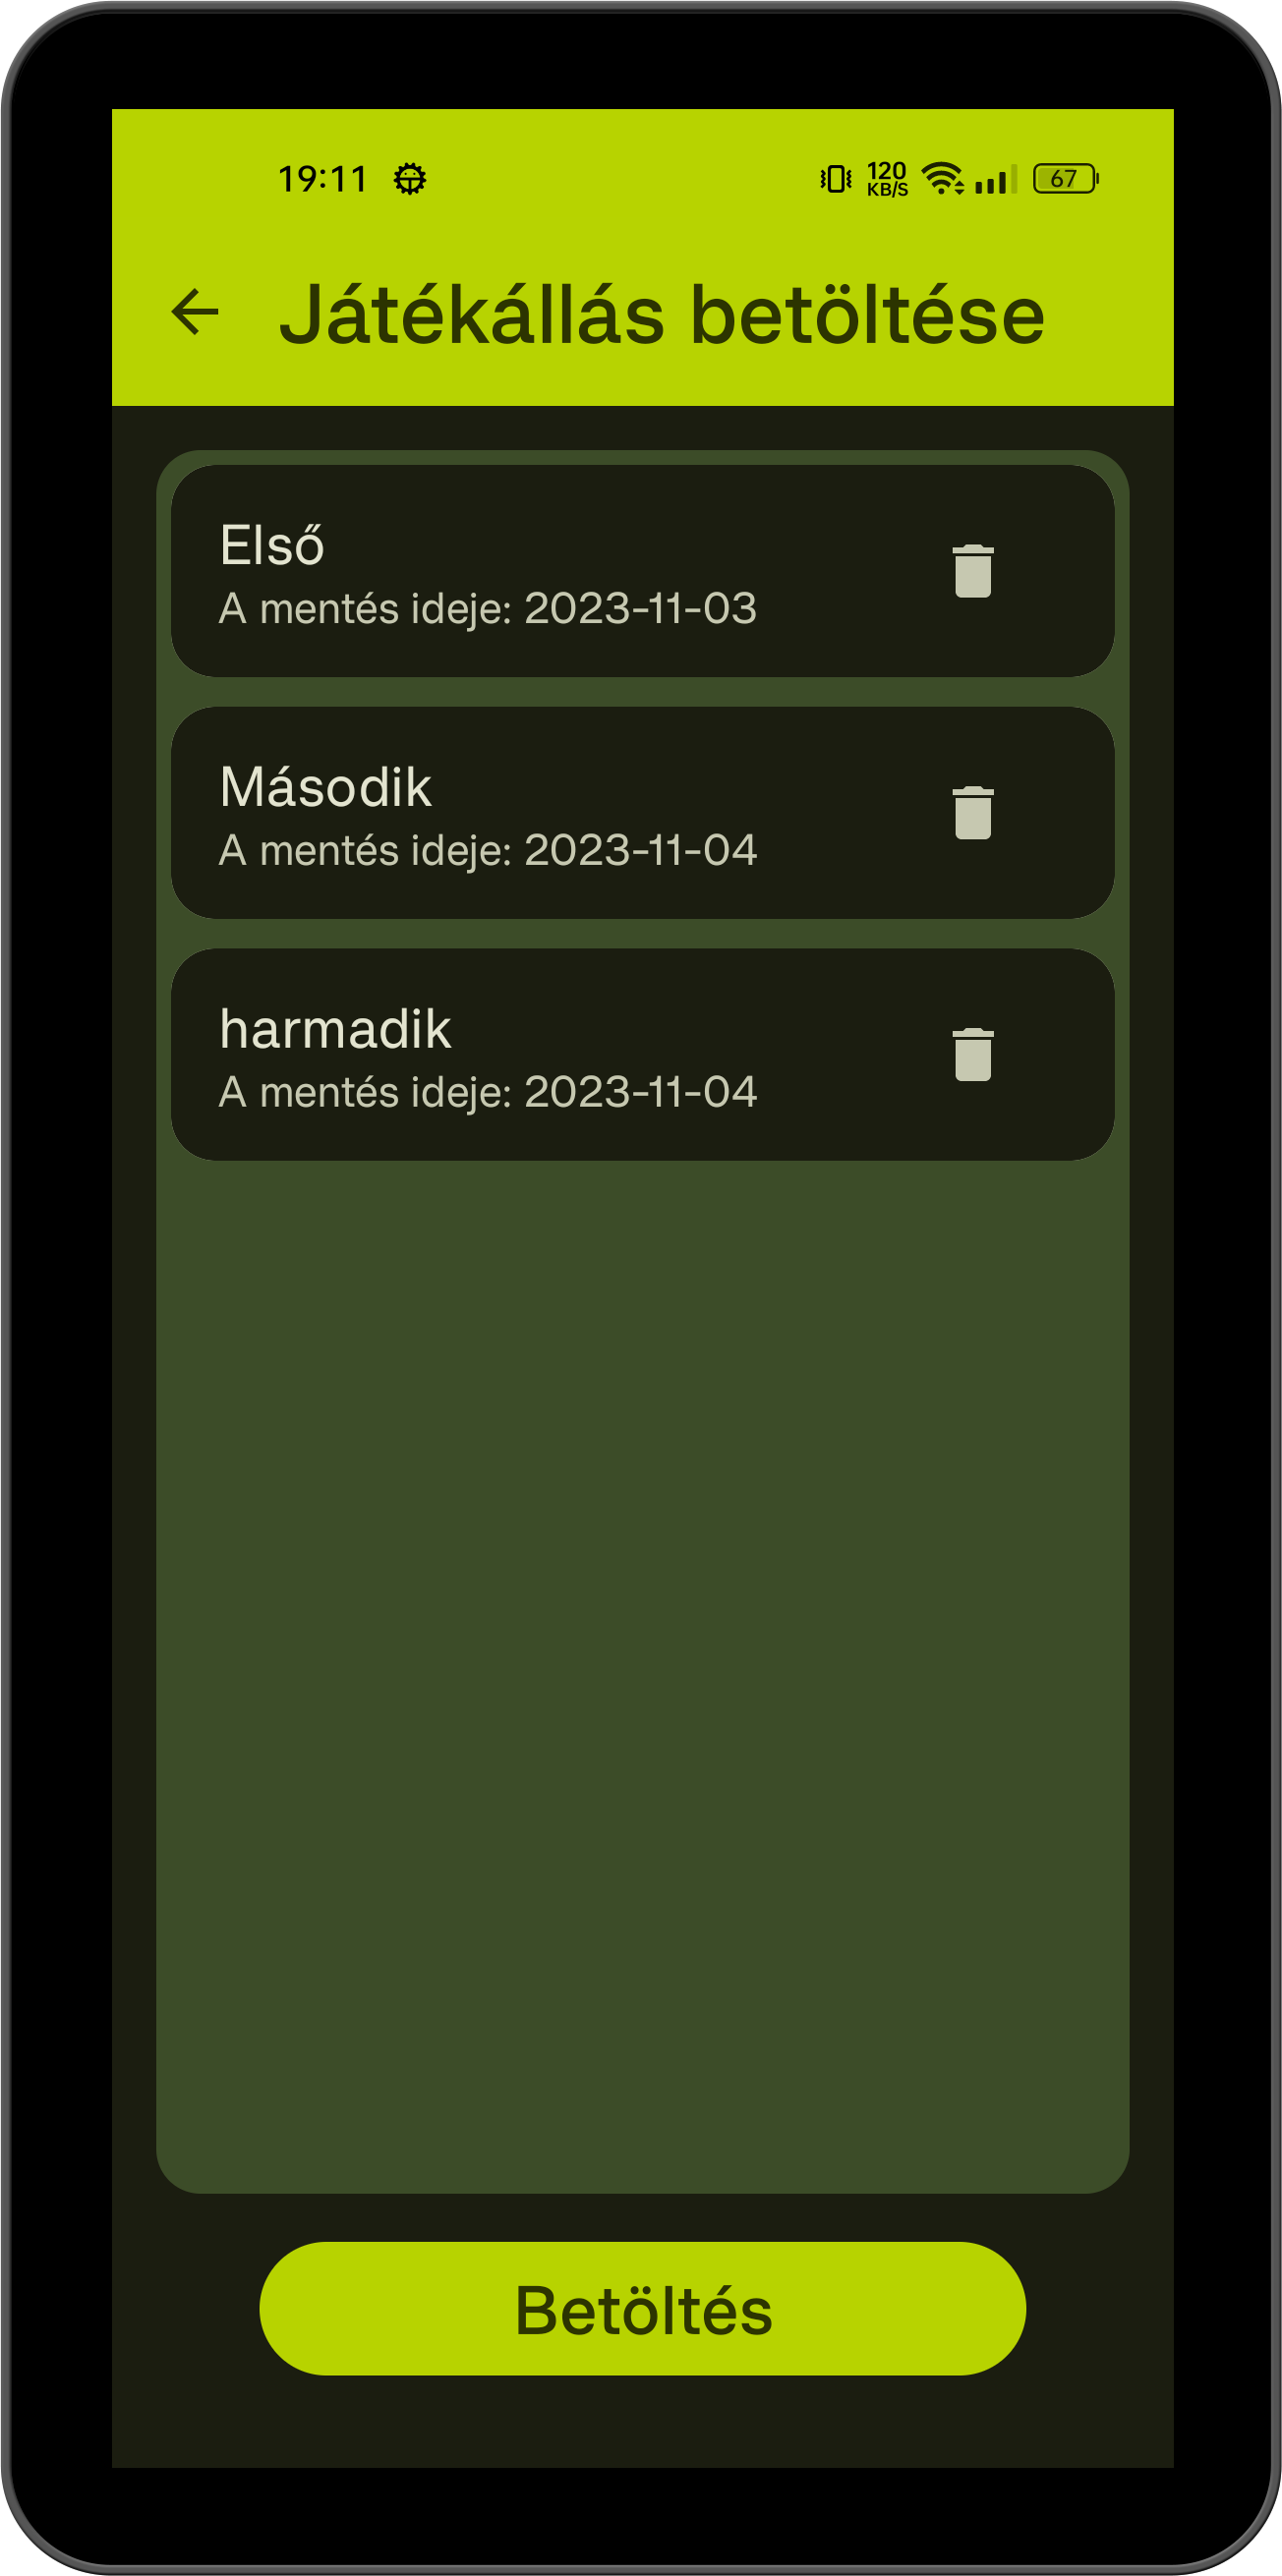 19:11
120
KB/S
67
Játékállás betöltése
Első
A mentés ideje: 2023-11-03
Második
A mentés ideje: 2023-11-04
harmadik
A mentés ideje: 2023-11-04
Betöltés